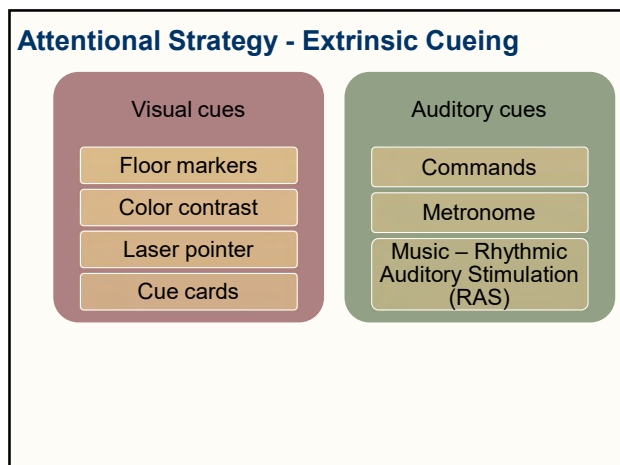 Attentional Strategy - Extrinsic Cueing
Visual cues
Floor markers
Color contrast
Laser pointer
Cue cards
Auditory cues
Commands
Metronome
Music – Rhythmic
Auditory Stimulation
(RAS)